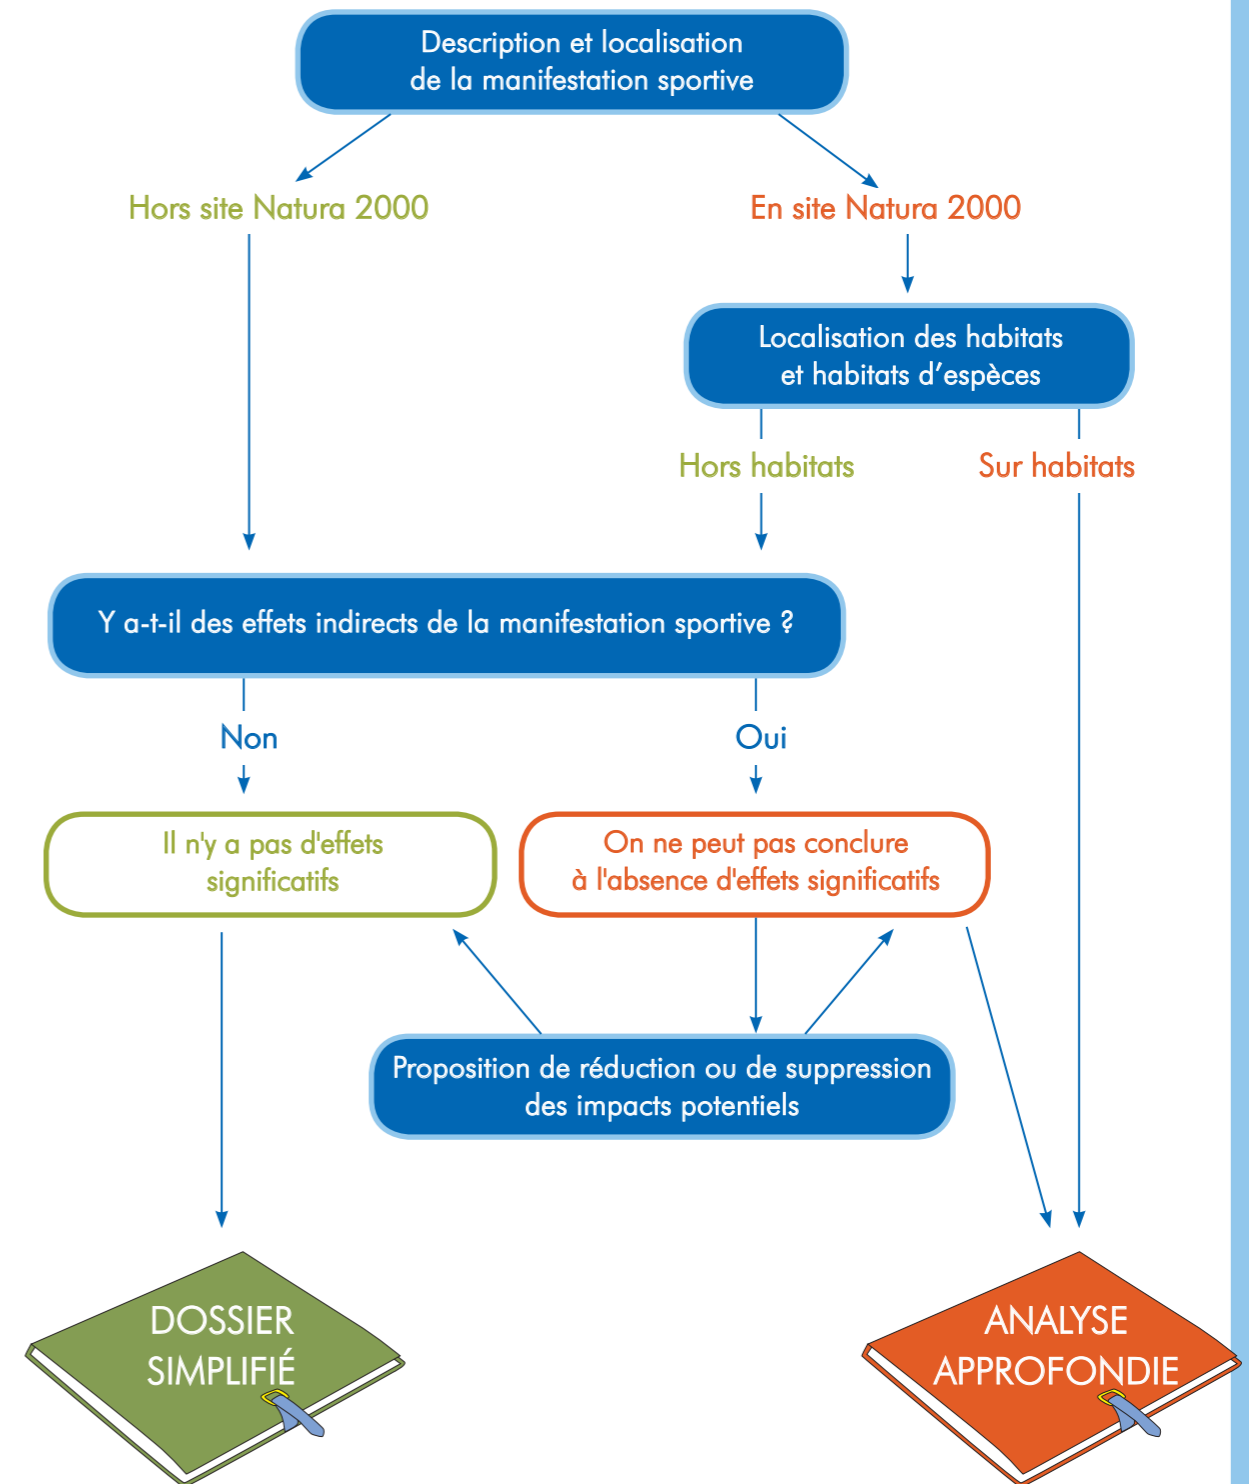 Description et localisation
de la manifestation sportive
Hors site Natura 2000
En site Natura 2000
Localisation des habitats
et habitats d’espèces
Hors habitats
Sur habitats
Y a-t-il des effets indirects de la manifestation sportive ?
Non
Oui
Il n'y a pas d'effets
significatifs
On ne peut pas conclure
à l'absence d'effets significatifs
Proposition de réduction ou de suppression
des impacts potentiels
DOSSIER
SIMPLIFIÉ
ANALYSE
APPROFONDIE